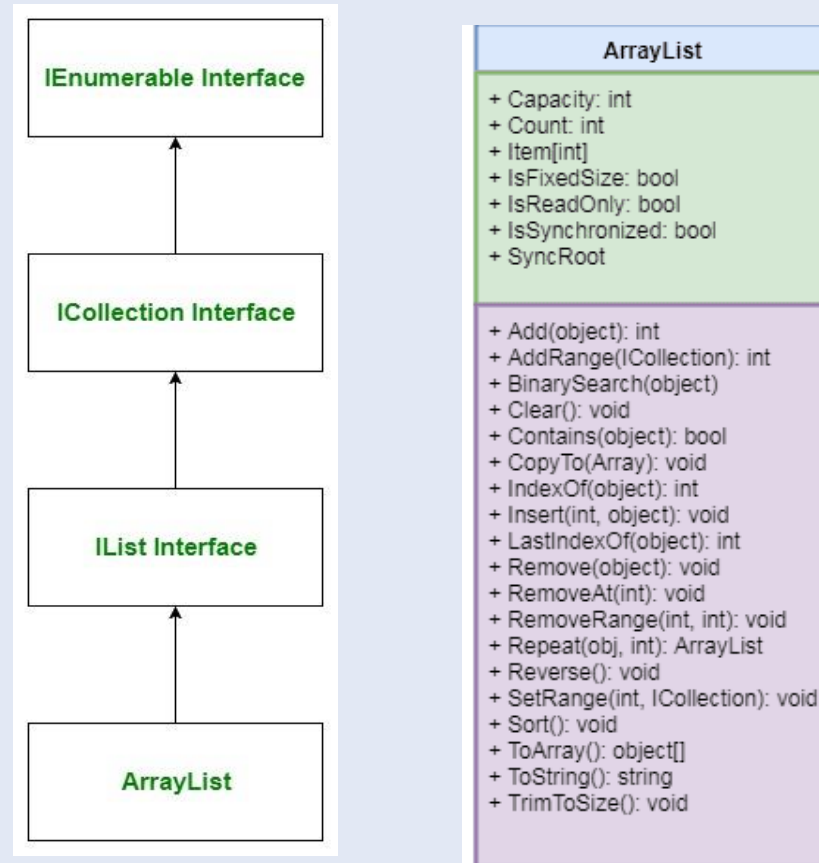 IEnumerable Interface
ICollection Interface
IList Interface
ArrayList
ArrayList
+ Capacity: int
+ Count: int
+ Item[int]
+ IsFixedSize: bool
+ IsReadOnly: bool
+ IsSynchronized: bool
+ SyncRoot
+ Add(object): int
+ AddRange(ICollection): int
+ BinarySearch(object)
+ Clear(): void
+ Contains(object): bool
+ CopyTo(Array): void
+ IndexOf(object): int
+ Insert(int, object): void
+ LastIndexOf(object): int
+ Remove(object): void
+ RemoveAt(int): void
+ RemoveRange(int, int): void
+ Repeat(obj, int): ArrayList
+ Reverse(): void
+ SetRange(int, ICollection): void
+ Sort(): void
+ ToArray(): object[]
+ ToString(): string
+ TrimToSize(): void